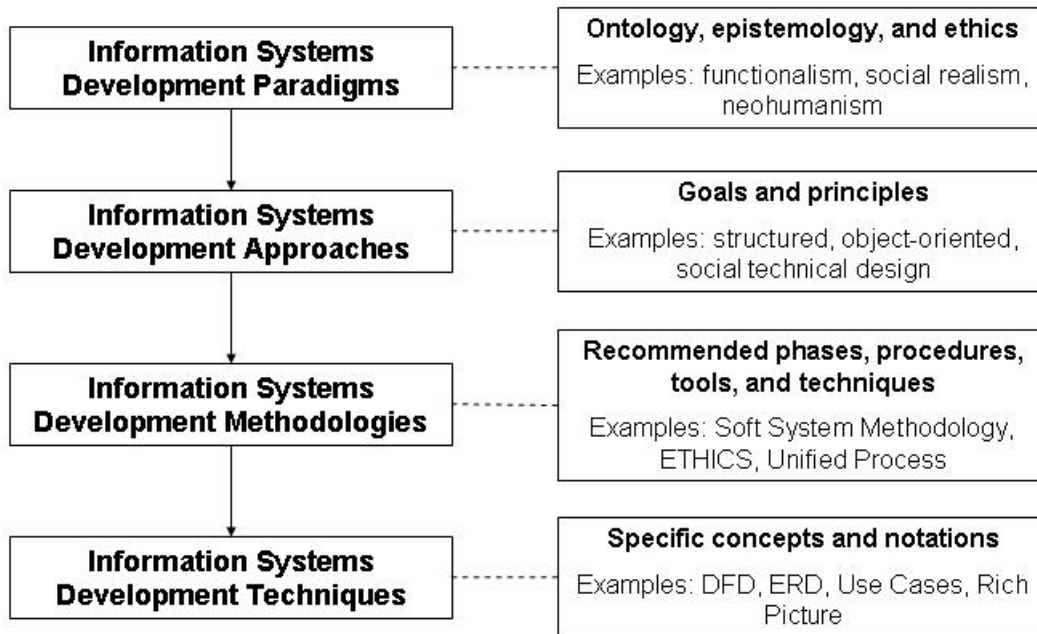 Information Systems
Development Paradigms
Ontology, epistemology, and ethics
Examples: functionalism, social realism,
neohumanism
Information Systems
Development Approaches
Goals and principles
Examples: structured, object-oriented,
social technical design
Information Systems
Development Methodologies
Recommended phases, procedures,
tools, and techniques
Examples: Soft System Methodology,
ETHICS, Unified Process
Information Systems
Development Techniques
Specific concepts and notations
Examples: DFD, ERD, Use Cases, Rich
Picture